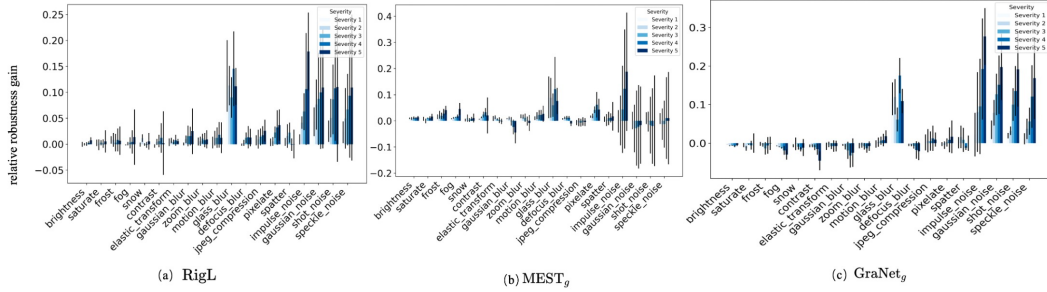 relative robustness gain
0.25
0.20
0.15
0.10
0.05
0.00
−0.05
Severity
Severity 1
Severity 2
Severity 3
Severity 4
Severity 5
brightness
saturate
frost
fog
snow
contrast
elastic_transform
gaussian_blur
zoom_blur
motion_blur
glass_blur
defocus_blur
jpeg_compression
pixelate
spatter
impulse_noise
gaussian_noise
shot_noise
speckle_noise
(a) RigL
0.4
0.3
0.2
0.1
0.0
−0.1
−0.2
Severity
Severity 1
Severity 2
Severity 3
Severity 4
Severity 5
brightness
saturate
frost
fog
snow
contrast
elastic_transform
gaussian_blur
zoom_blur
motion_blur
glass_blur
defocus_blur
jpeg_compression
pixelate
spatter
impulse_noise
gaussian_noise
shot_noise
speckle_noise
(b) MEST_g
0.3
0.2
0.1
0.0
Severity
Severity 1
Severity 2
Severity 3
Severity 4
Severity 5
brightness
saturate
frost
fog
snow
contrast
elastic_transform
gaussian_blur
zoom_blur
motion_blur
glass_blur
defocus_blur
jpeg_compression
pixelate
spatter
impulse_noise
gaussian_noise
shot_noise
speckle_noise
(c) GraNet_g